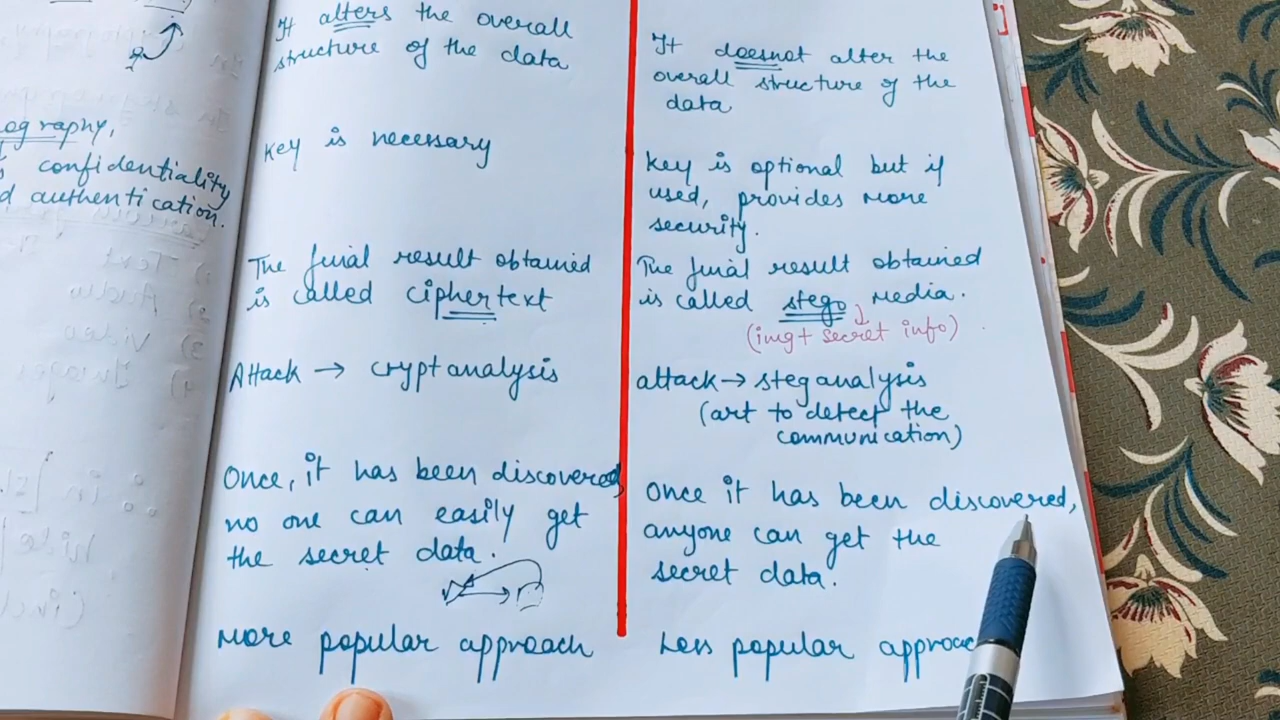 ography,
confidentiality
d authentication.
It alters the overall
structure of the data
Key is necessary
The final result obtained
is called ciphertext
Attack → cryptanalysis
Once, it has been discovered
no one can easily get
the secret data.
More popular approach
It doesnot alter the
overall structure of the
data
Key is optional but if
used, provides more
security.
The final result obtained
is called stego media.
(img+ secret info)
attack → steganalysis
(art to detect the
communication)
Once it has been discovered,
anyone can get the
secret data.
Less popular approac